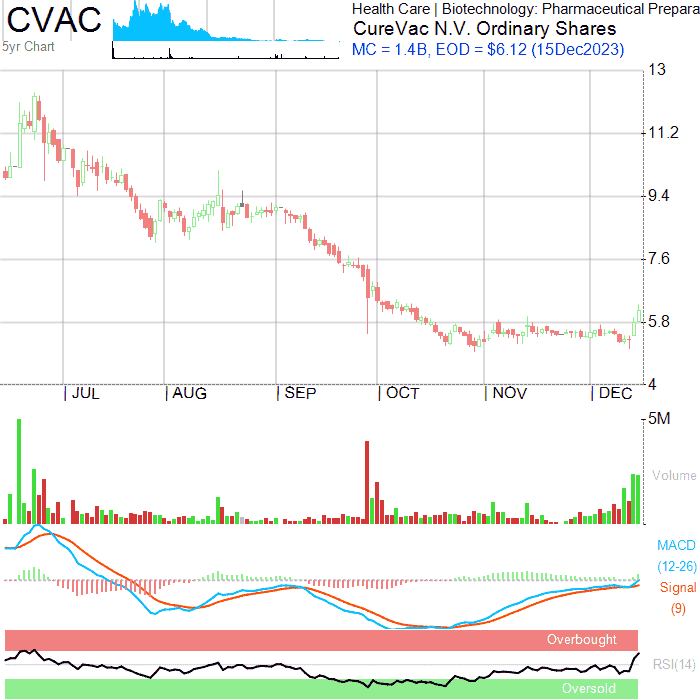 CVAC
5yr Chart
Health Care | Biotechnology: Pharmaceutical Prepara
CureVac N.V. Ordinary Shares
MC = 1.4B, EOD = $6.12 (15Dec2023)
13
11.2
9.4
7.6
5.8
4
| JUL | AUG | SEP | OCT | NOV | DEC
5M
Volume
MACD
(12-26)
Signal
(9)
Overbought
RSI(14)
Oversold